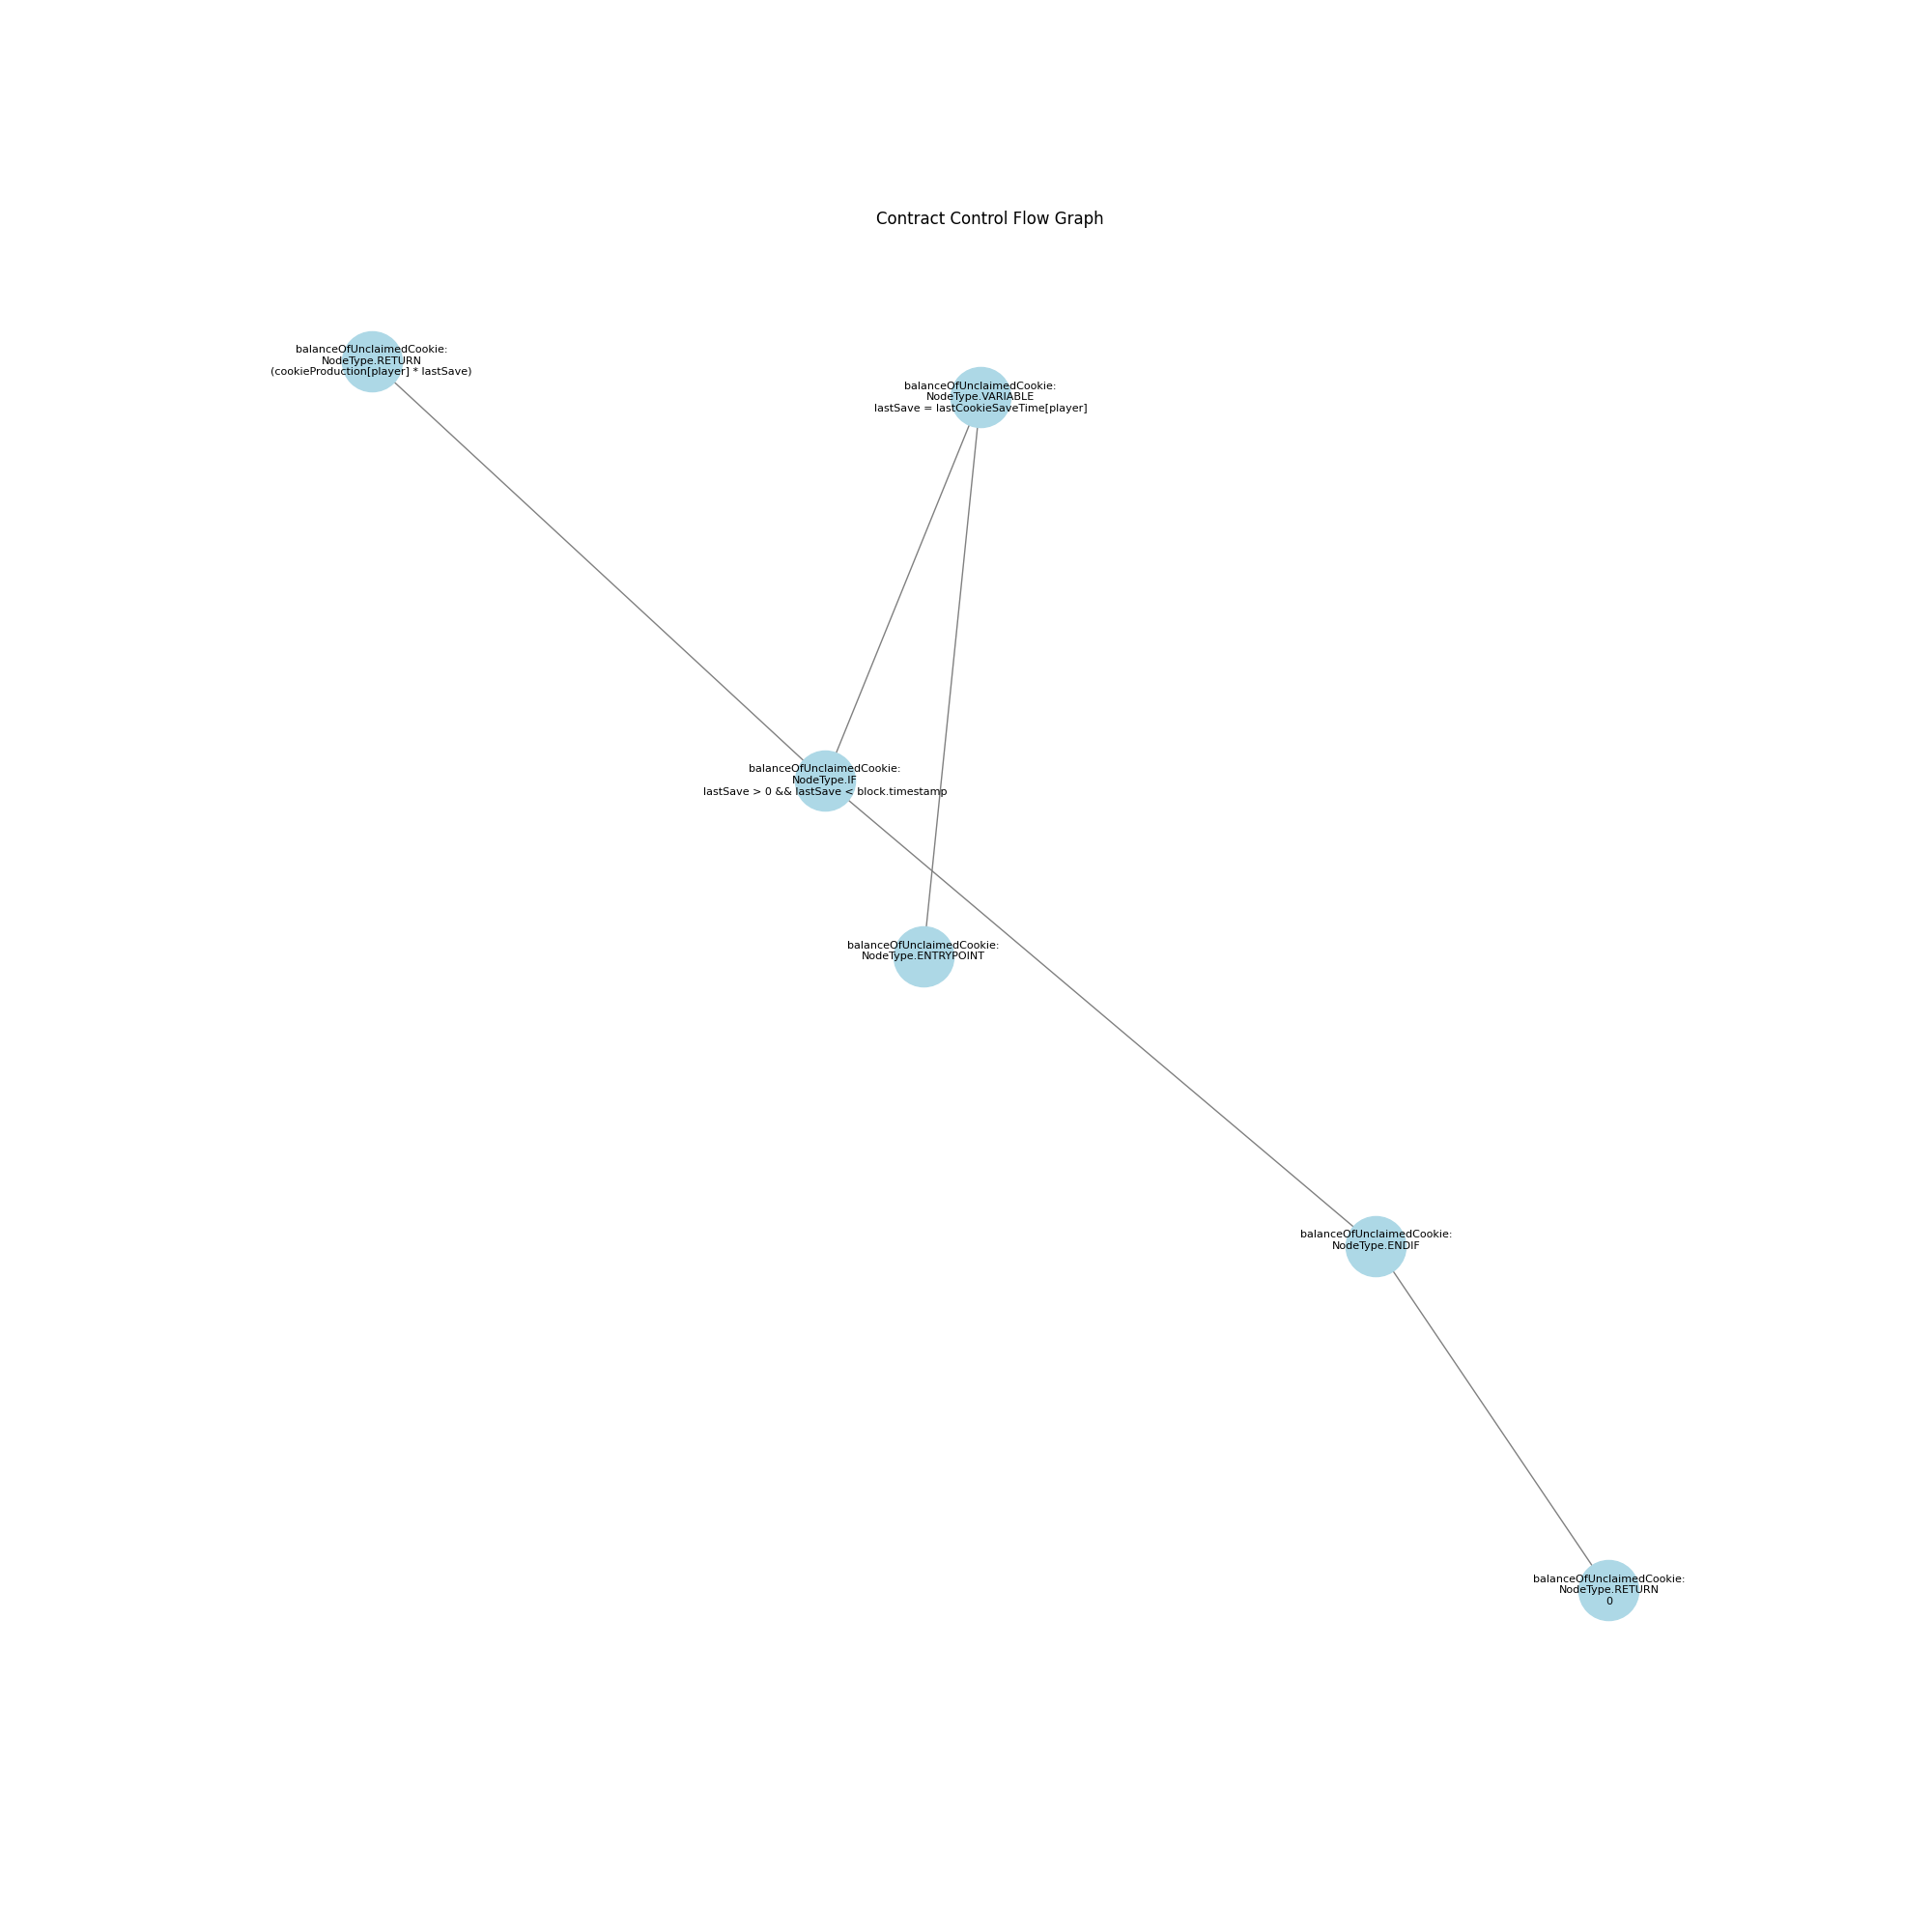 Contract Control Flow Graph
balanceOfUnclaimedCookie:
NodeType.RETURN
(cookieProduction[player] * lastSave)
balanceOfUnclaimedCookie:
NodeType.VARIABLE
lastSave = lastCookieSaveTime[player]
balanceOfUnclaimedCookie:
NodeType.IF
lastSave > 0 && lastSave < block.timestamp
balanceOfUnclaimedCookie:
NodeType.ENTRYPOINT
balanceOfUnclaimedCookie:
NodeType.ENDIF
balanceOfUnclaimedCookie:
NodeType.RETURN
0